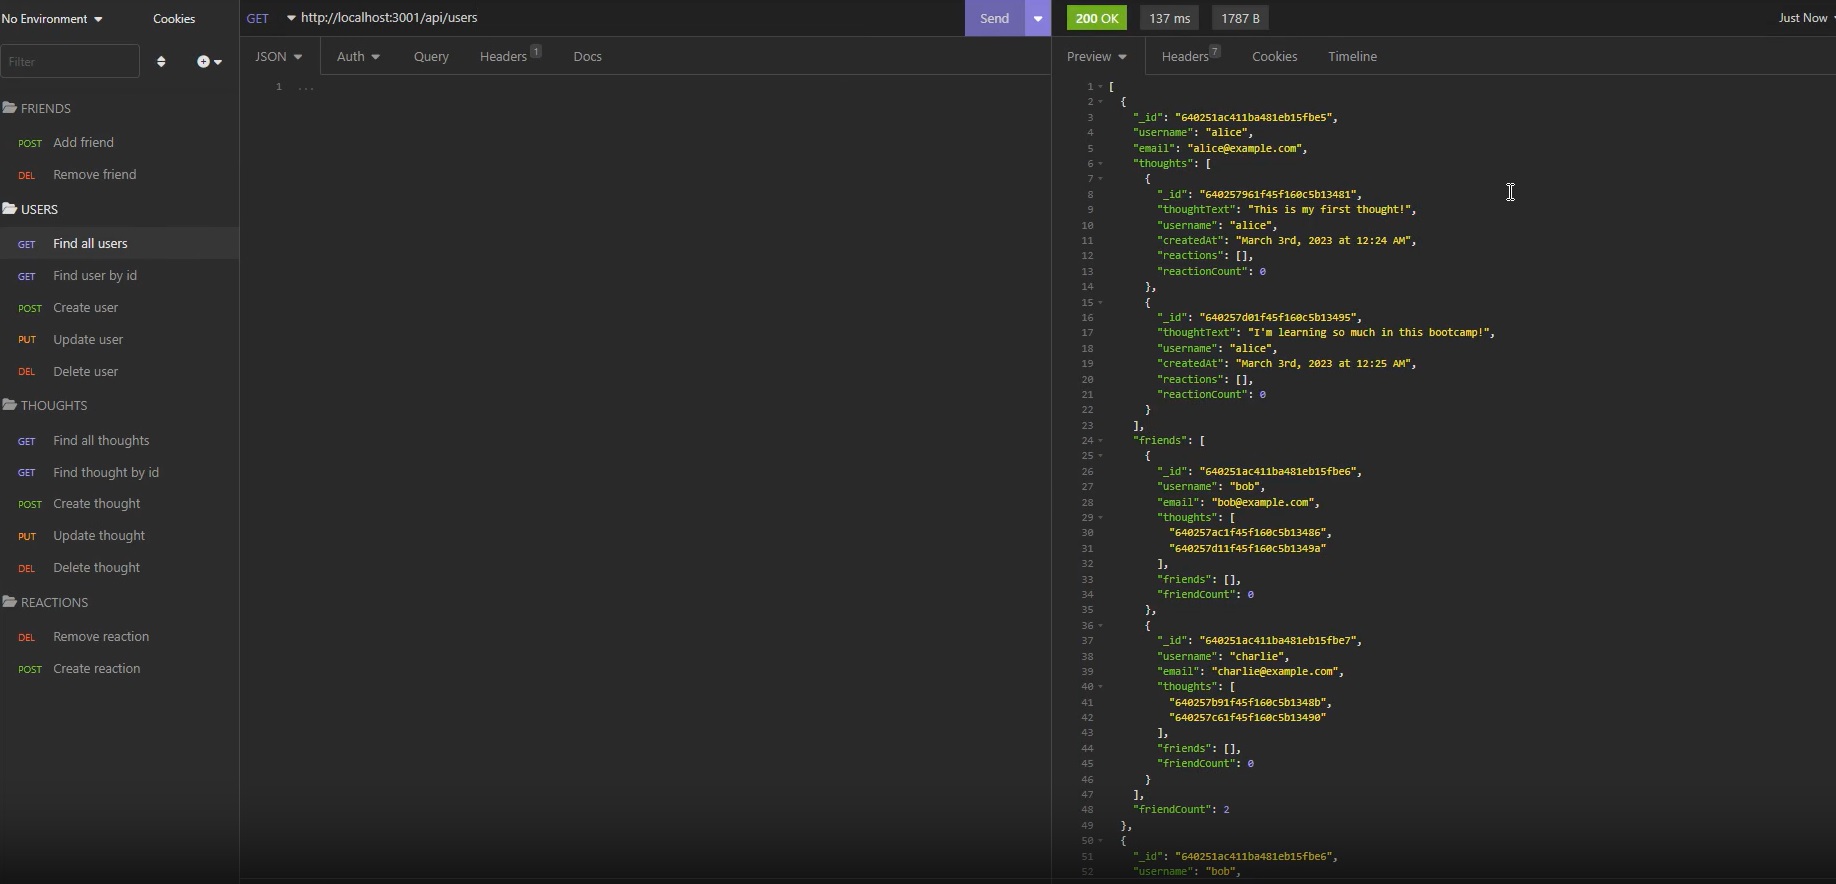 No Environment Cookies
Filter
FRIENDS
POST Add friend
DEL Remove friend
USERS
GET Find all users
GET Find user by id
POST Create user
PUT Update user
DEL Delete user
THOUGHTS
GET Find all thoughts
GET Find thought by id
POST Create thought
PUT Update thought
DEL Delete thought
REACTIONS
DEL Remove reaction
POST Create reaction
GET http://localhost:3001/api/users Send
JSON Auth Query Headers 1 Docs
1 ...
200 OK 137 ms 1787 B Just Now
Preview Headers 7 Cookies Timeline
1 [
2 {
3 "_id": "640251ac411ba481eb15fbe5",
4 "username": "alice",
5 "email": "alice@example.com",
6 "thoughts": [
7 {
8 "_id": "640257961f45f160c5b13481",
9 "thoughtText": "This is my first thought!",
10 "username": "alice",
11 "createdAt": "March 3rd, 2023 at 12:24 AM",
12 "reactions": [],
13 "reactionCount": 0
14 },
15 {
16 "_id": "640257d01f45f160c5b13495",
17 "thoughtText": "I'm learning so much in this bootcamp!",
18 "username": "alice",
19 "createdAt": "March 3rd, 2023 at 12:25 AM",
20 "reactions": [],
21 "reactionCount": 0
22 }
23 ],
24 "friends": [
25 {
26 "_id": "640251ac411ba481eb15fbe6",
27 "username": "bob",
28 "email": "bob@example.com",
29 "thoughts": [
30 "640257ac1f45f160c5b13486",
31 "640257d11f45f160c5b1349a"
32 ],
33 "friends": [],
34 "friendCount": 0
35 },
36 {
37 "_id": "640251ac411ba481eb15fbe7",
38 "username": "charlie",
39 "email": "charlie@example.com",
40 "thoughts": [
41 "640257b91f45f160c5b1348b",
42 "640257c61f45f160c5b13490"
43 ],
44 "friends": [],
45 "friendCount": 0
46 }
47 ],
48 "friendCount": 2
49 },
50 {
51 "_id": "640251ac411ba481eb15fbe6",
52 "username": "bob",